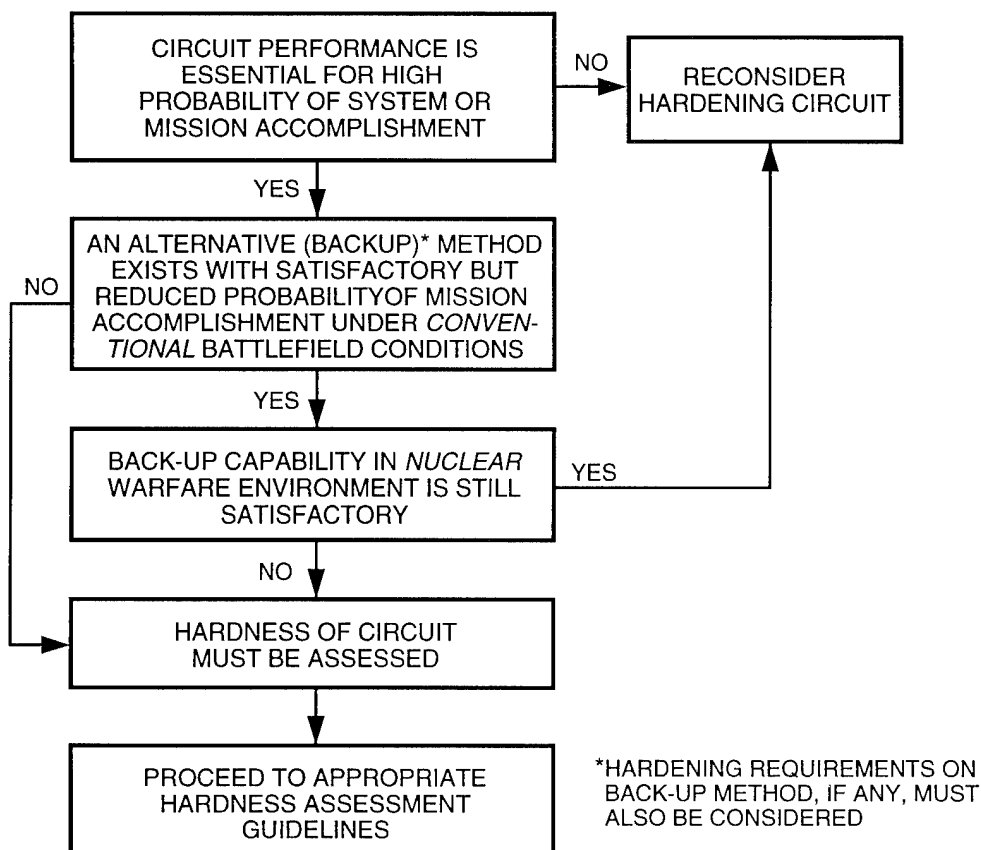 CIRCUIT PERFORMANCE IS
ESSENTIAL FOR HIGH
PROBABILITY OF SYSTEM OR
MISSION ACCOMPLISHMENT
NO
RECONSIDER
HARDENING CIRCUIT
YES
AN ALTERNATIVE (BACKUP)* METHOD
EXISTS WITH SATISFACTORY BUT
REDUCED PROBABILITYOF MISSION
ACCOMPLISHMENT UNDER CONVEN-
TIONAL BATTLEFIELD CONDITIONS
NO
YES
BACK-UP CAPABILITY IN NUCLEAR
WARFARE ENVIRONMENT IS STILL
SATISFACTORY
YES
NO
HARDNESS OF CIRCUIT
MUST BE ASSESSED
PROCEED TO APPROPRIATE
HARDNESS ASSESSMENT
GUIDELINES
*HARDENING REQUIREMENTS ON
BACK-UP METHOD, IF ANY, MUST
ALSO BE CONSIDERED